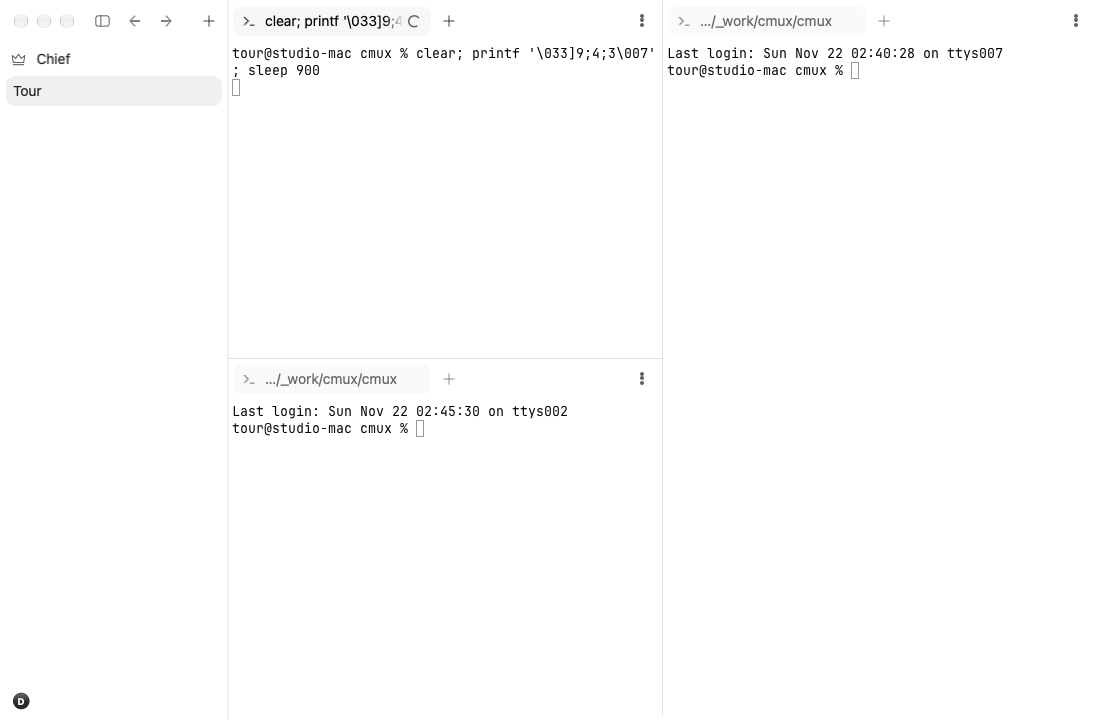 Chief
Tour
D
clear; printf '\033]9;4
tour@studio-mac cmux % clear; printf '\033]9;4;3\007'
; sleep 900
.../_work/cmux/cmux
Last login: Sun Nov 22 02:45:30 on ttys002
tour@studio-mac cmux %
.../_work/cmux/cmux
Last login: Sun Nov 22 02:40:28 on ttys007
tour@studio-mac cmux %